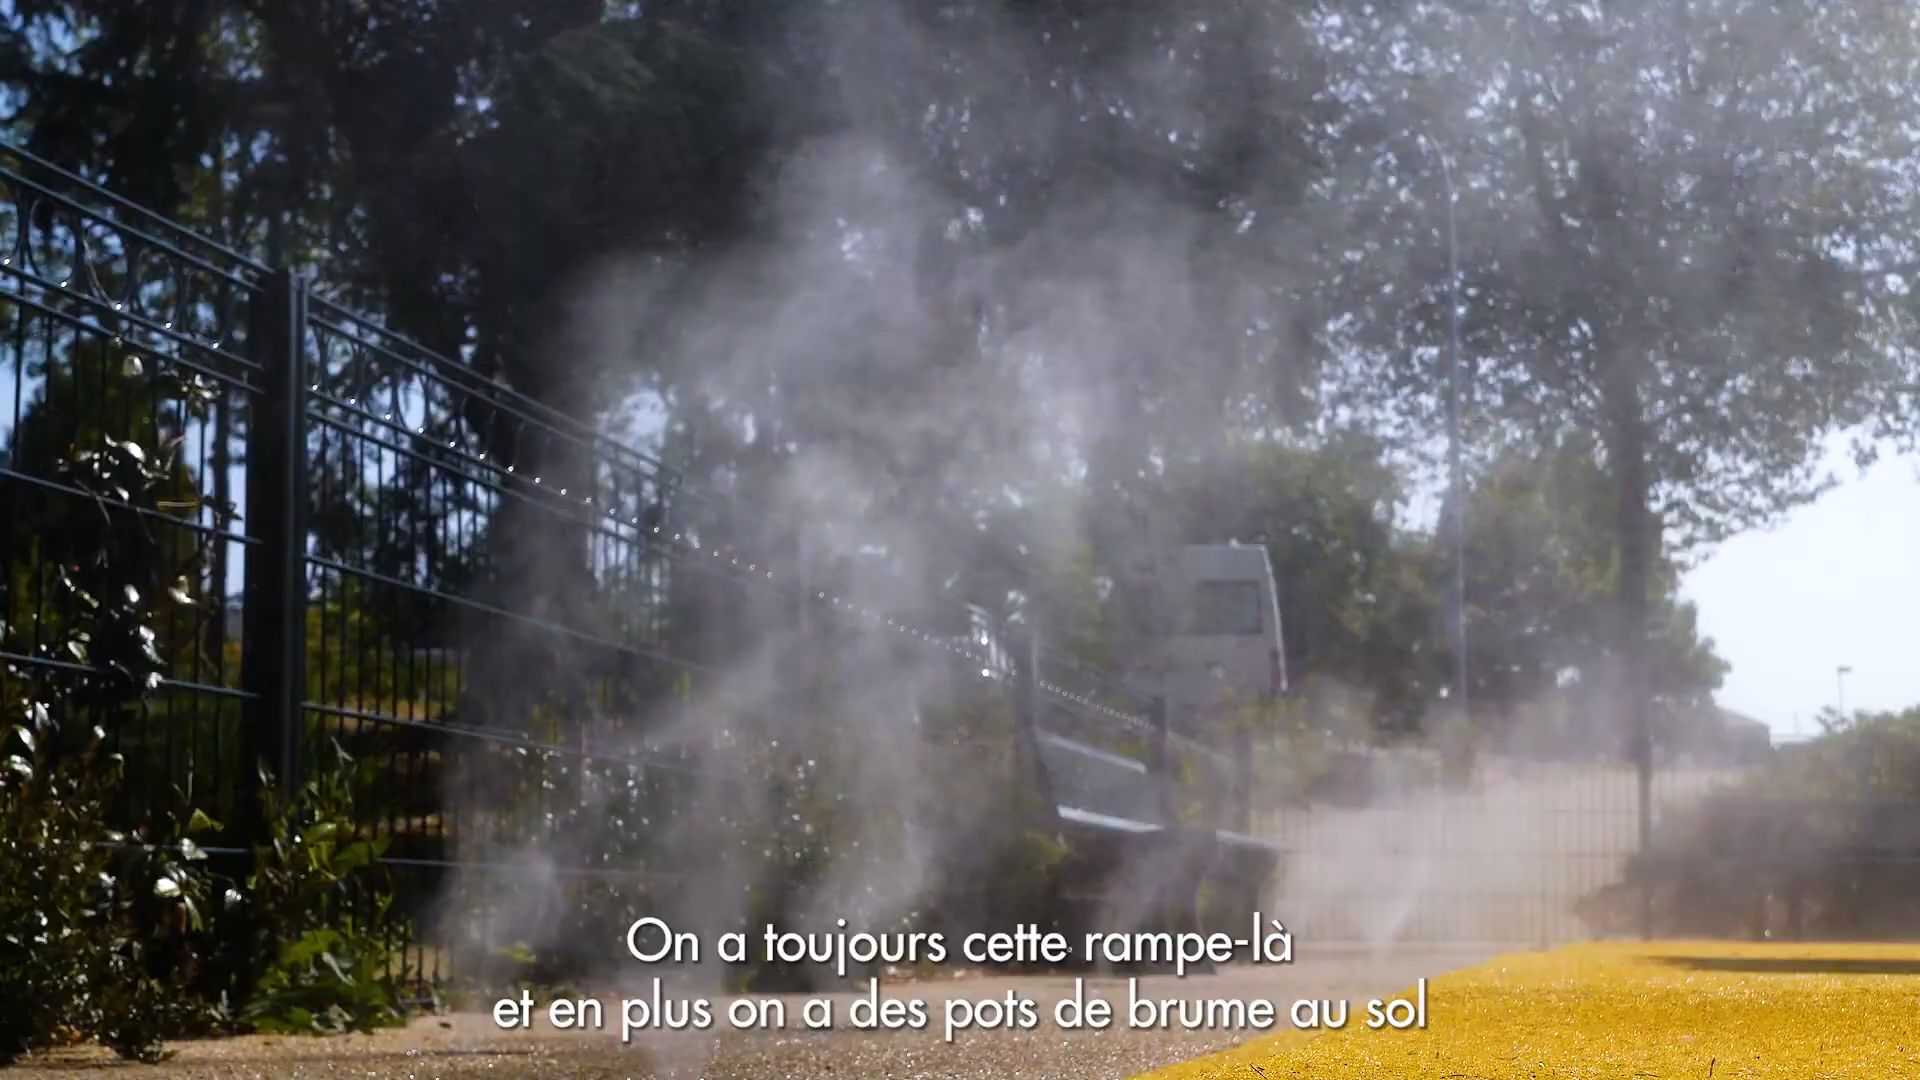 On a toujours cette rampe-là
et en plus on a des pots de brume au sol